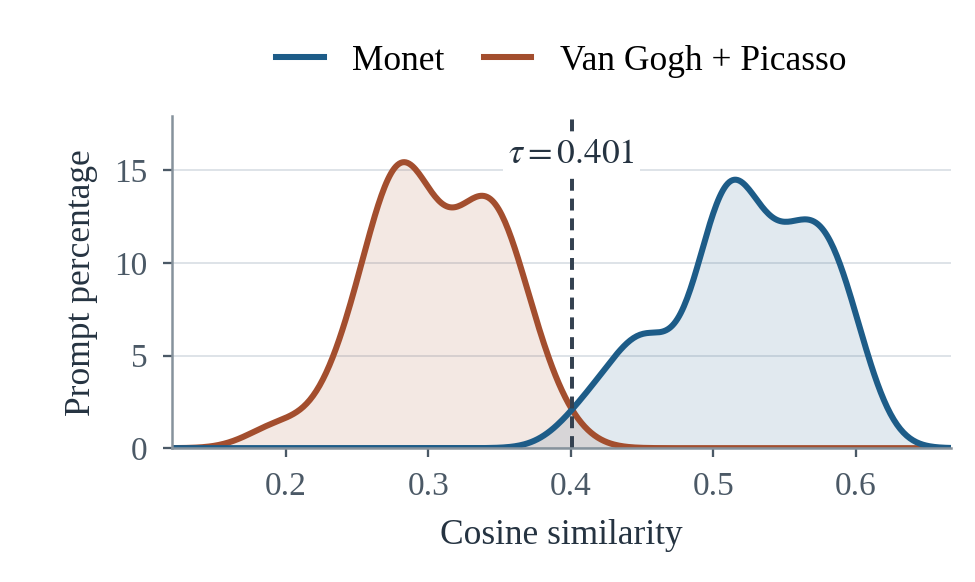 Monet Van Gogh + Picasso
τ = 0.401
Prompt percentage
15
10
5
0
0.2 0.3 0.4 0.5 0.6
Cosine similarity